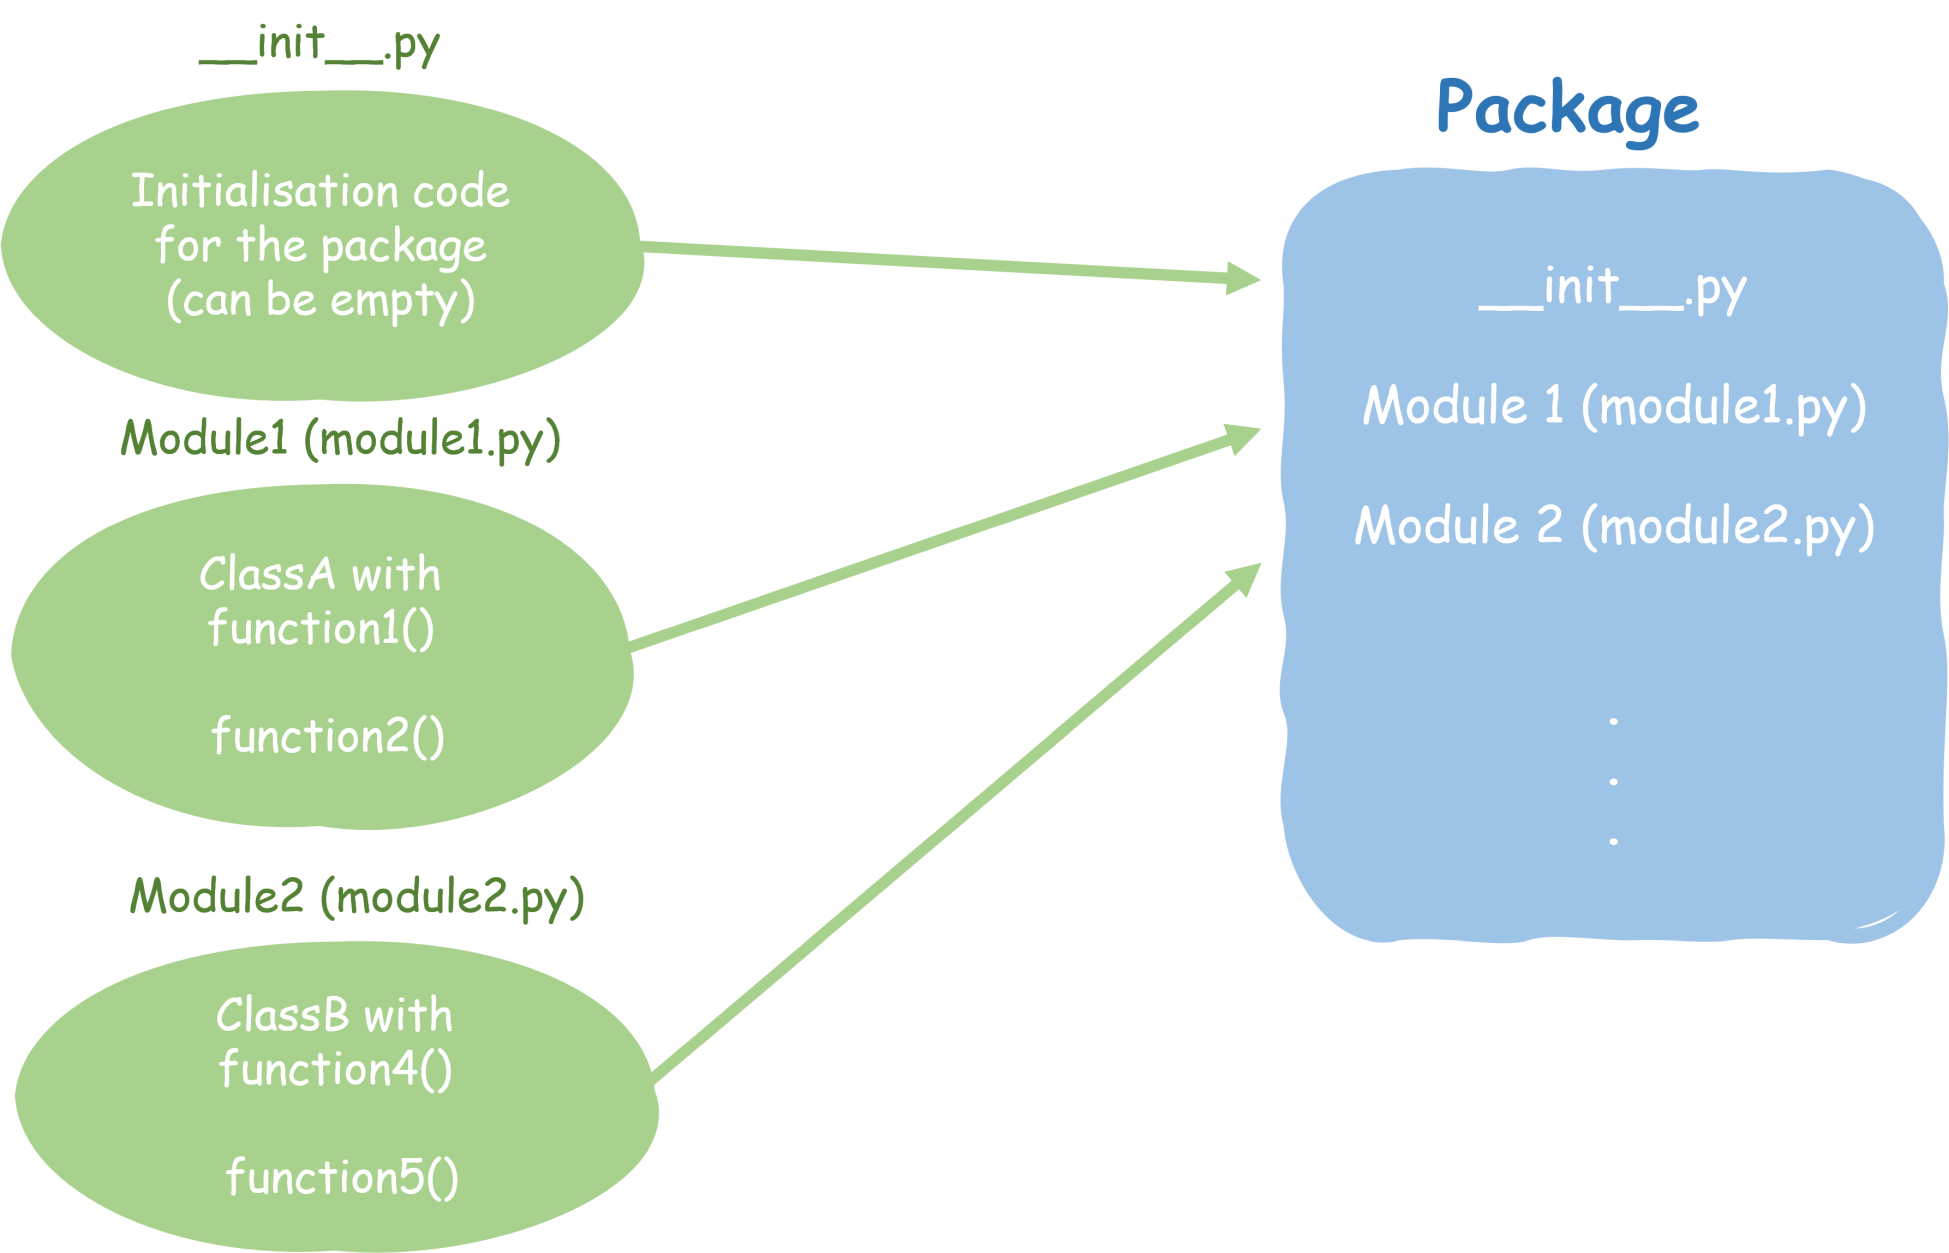 __init__.py
Initialisation code
for the package
(can be empty)
Module1 (module1.py)
ClassA with
function1()
function2()
Module2 (module2.py)
ClassB with
function4()
function5()
Package
__init__.py
Module 1 (module1.py)
Module 2 (module2.py)
.
.
.